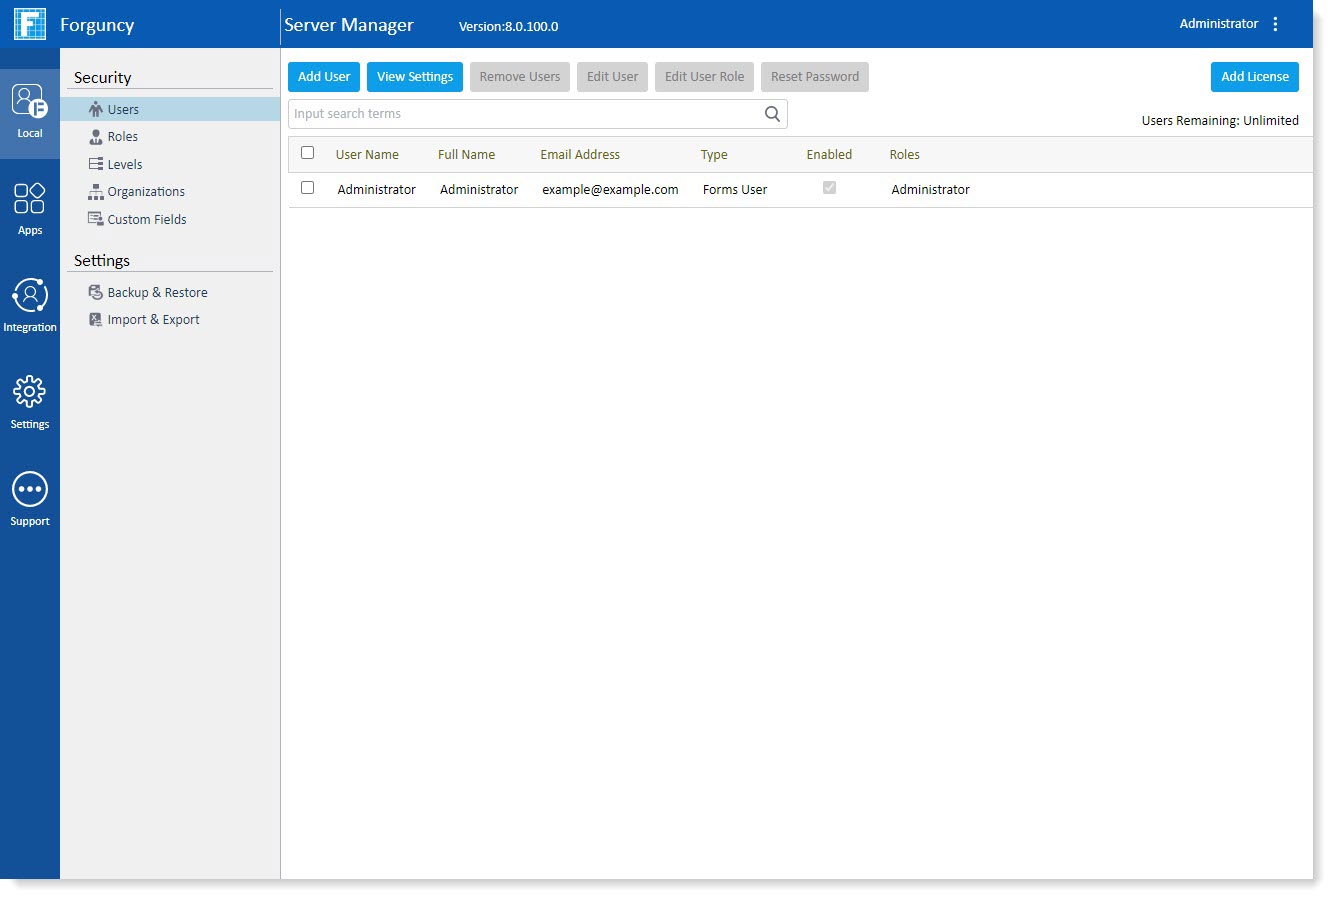 Forguncy
Server Manager Version:8.0.100.0 Administrator
Local
Apps
Integration
Settings
Support
Security
Users
Roles
Levels
Organizations
Custom Fields
Settings
Backup & Restore
Import & Export
Add User View Settings Remove Users Edit User Edit User Role Reset Password Add License
Input search terms
Users Remaining: Unlimited
User Name Full Name Email Address Type Enabled Roles
Administrator Administrator example@example.com Forms User Administrator